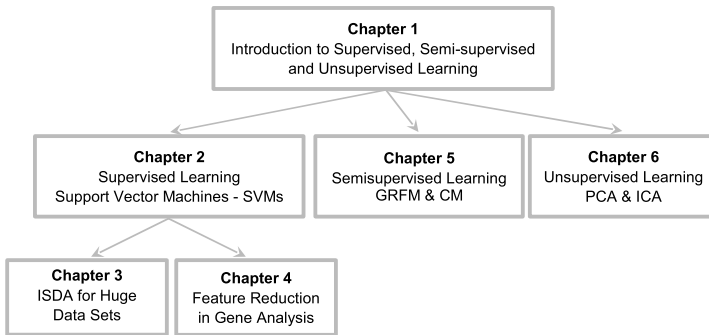 Chapter 1
Introduction to Supervised, Semi-supervised
and Unsupervised Learning
Chapter 2
Supervised Learning
Support Vector Machines - SVMs
Chapter 5
Semisupervised Learning
GRFM & CM
Chapter 6
Unsupervised Learning
PCA & ICA
Chapter 3
ISDA for Huge
Data Sets
Chapter 4
Feature Reduction
in Gene Analysis